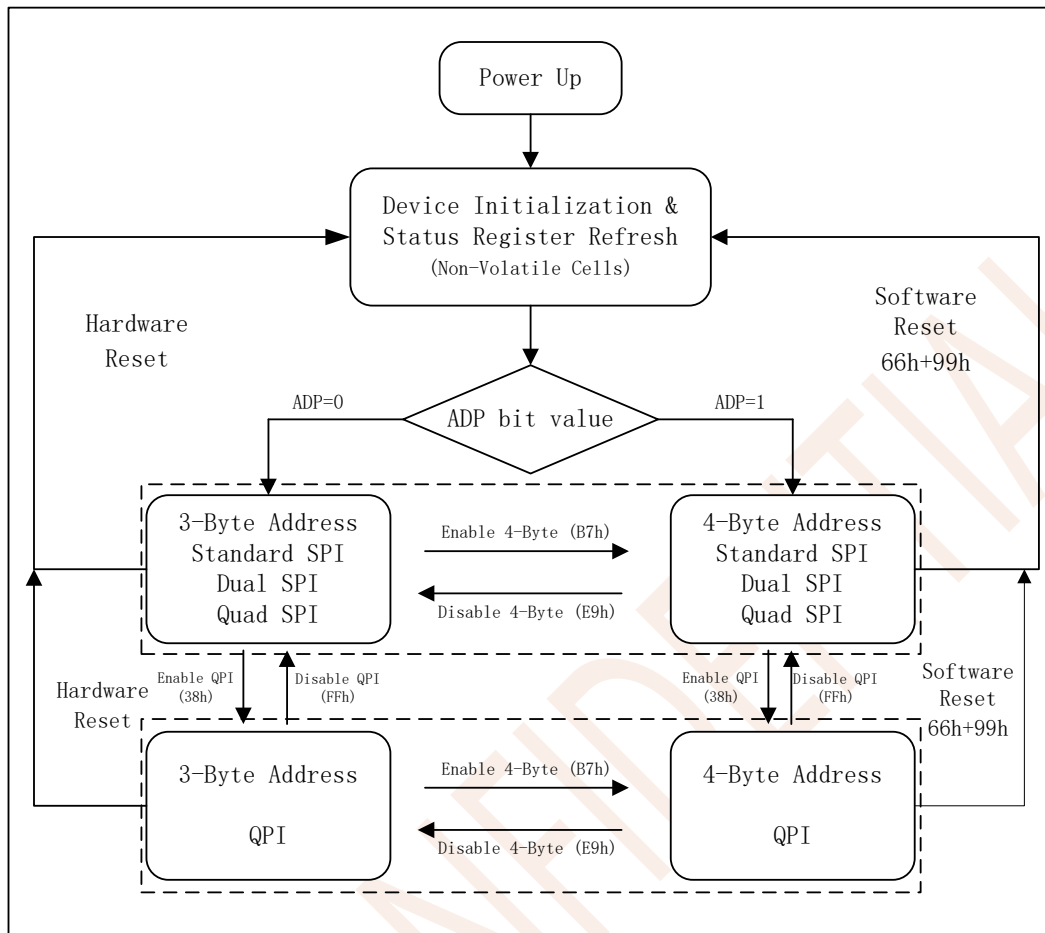 Power Up
Device Initialization &
Status Register Refresh
(Non-Volatile Cells)
Hardware
Reset
Software
Reset
66h+99h
ADP=0
ADP bit value
ADP=1
3-Byte Address
Standard SPI
Dual SPI
Quad SPI
Enable 4-Byte (B7h)
Disable 4-Byte (E9h)
4-Byte Address
Standard SPI
Dual SPI
Quad SPI
Hardware
Reset
Enable QPI
(38h)
Disable QPI
(FFh)
Enable QPI
(38h)
Disable QPI
(FFh)
Software
Reset
66h+99h
3-Byte Address
QPI
Enable 4-Byte (B7h)
Disable 4-Byte (E9h)
4-Byte Address
QPI
NFIDENTIAL